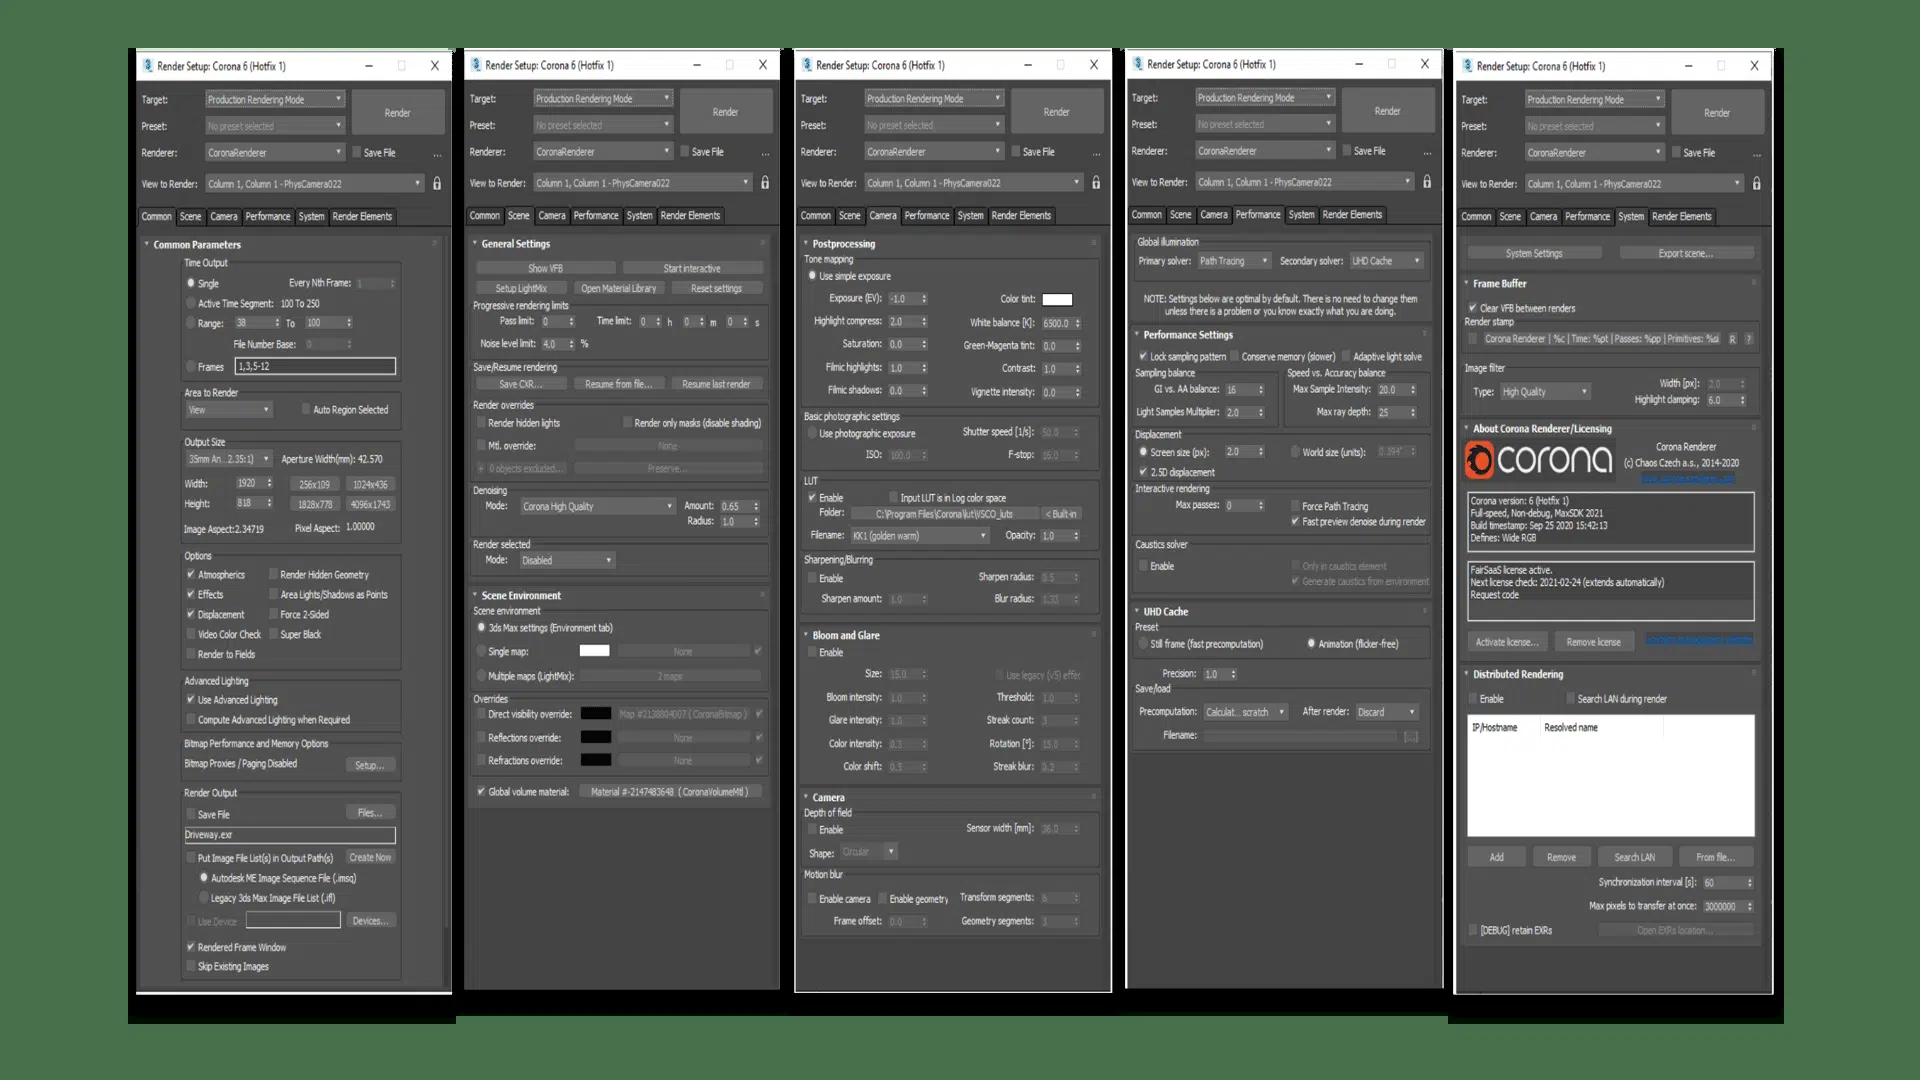 Render Setup: Corona 6 (Hotfix 1)
Target: Production Rendering Mode Render
Preset: No preset selected
Renderer: CoronaRenderer Save File ...
View to Render: Column 1, Column 1 - PhysCamera022
Common Scene Camera Performance System Render Elements
Common Parameters
Time Output
Single Every Nth Frame: 1
Active Time Segment: 100 To 250
Range: 38 To 100
File Number Base: 0
Frames 1,3,5-12
Area to Render
View Auto Region Selected
Output Size
35mm An...2.35:1) Aperture Width(mm): 42.570
Width: 1920 256x109 1024x436
Height: 818 1828x778 4096x1743
Image Aspect:2.34719 Pixel Aspect: 1.00000
Options
Atmospherics Render Hidden Geometry
Effects Area Lights/Shadows as Points
Displacement Force 2-Sided
Video Color Check Super Black
Render to Fields
Advanced Lighting
Use Advanced Lighting
Compute Advanced Lighting when Required
Bitmap Performance and Memory Options
Bitmap Proxies / Paging Disabled Setup...
Render Output
Save File Files...
Driveway.exr
Put Image File List(s) in Output Path(s) Create Now
Autodesk ME Image Sequence File (.imsq)
Legacy 3ds Max Image File List (.ifl)
Use Device Devices...
Rendered Frame Window
Skip Existing Images
Render Setup: Corona 6 (Hotfix 1)
Target: Production Rendering Mode Render
Preset: No preset selected
Renderer: CoronaRenderer Save File ...
View to Render: Column 1, Column 1 - PhysCamera022
Common Scene Camera Performance System Render Elements
General Settings
Show VFB Start interactive
Setup LightMix Open Material Library Reset settings
Progressive rendering limits
Pass limit: 0 Time limit: 0 h 0 m 0 s
Noise level limit: 4.0 %
Save/Resume rendering
Save CXR... Resume from file... Resume last render
Render overrides
Render hidden lights Render only masks (disable shading)
Mtl. override: None
+ 0 objects excluded... Preserve...
Denoising
Mode: Corona High Quality Amount: 0.65
Radius: 1.0
Render selected
Mode: Disabled
Scene Environment
Scene environment
3ds Max settings (Environment tab)
Single map: None
Multiple maps (LightMix): 2 maps
Overrides
Direct visibility override: Map #2138804007 ( CoronaBitmap )
Reflections override: None
Refractions override: None
Global volume material: Material #-2147483648 ( CoronaVolumeMtl )
Render Setup: Corona 6 (Hotfix 1)
Target: Production Rendering Mode Render
Preset: No preset selected
Renderer: CoronaRenderer Save File ...
View to Render: Column 1, Column 1 - PhysCamera022
Common Scene Camera Performance System Render Elements
Postprocessing
Tone mapping
Use simple exposure
Exposure (EV): -1.0 Color tint:
Highlight compress: 2.0 White balance [K]: 6500.0
Saturation: 0.0 Green-Magenta tint: 0.0
Filmic highlights: 1.0 Contrast: 1.0
Filmic shadows: 0.0 Vignette intensity: 0.0
Basic photographic settings
Use photographic exposure Shutter speed [1/s]: 50.0
ISO: 100.0 F-stop: 16.0
LUT
Enable Input LUT is in Log color space
Folder: C:\Program Files\Corona\lut\VISCO_luts < Built-in
Filename: KK1 (golden warm) Opacity: 1.0
Sharpening/Blurring
Enable Sharpen radius: 0.5
Sharpen amount: 1.0 Blur radius: 1.33
Bloom and Glare
Enable
Size: 15.0 Use legacy (v5) effec
Bloom intensity: 1.0 Threshold: 1.0
Glare intensity: 1.0 Streak count: 3
Color intensity: 0.3 Rotation [°]: 15.0
Color shift: 0.5 Streak blur: 0.2
Camera
Depth of field
Enable Sensor width [mm]: 36.0
Shape: Circular
Motion blur
Enable camera Enable geometry Transform segments: 6
Frame offset: 0.0 Geometry segments: 3
Render Setup: Corona 6 (Hotfix 1)
Target: Production Rendering Mode Render
Preset: No preset selected
Renderer: CoronaRenderer Save File ...
View to Render: Column 1, Column 1 - PhysCamera022
Common Scene Camera Performance System Render Elements
Global illumination
Primary solver: Path Tracing Secondary solver: UHD Cache
NOTE: Settings below are optimal by default. There is no need to change them
unless there is a problem or you know exactly what you are doing.
Performance Settings
Lock sampling pattern Conserve memory (slower) Adaptive light solve
Sampling balance Speed vs. Accuracy balance
GI vs. AA balance: 16 Max Sample Intensity: 20.0
Light Samples Multiplier: 2.0 Max ray depth: 25
Displacement
Screen size (px): 2.0 World size (units): 0.394"
2.5D displacement
Interactive rendering
Max passes: 0 Force Path Tracing
Fast preview denoise during render
Caustics solver
Enable Only in caustics element
Generate caustics from environment
UHD Cache
Preset
Still frame (fast precomputation) Animation (flicker-free)
Precision: 1.0
Save/load
Precomputation: Calculat... scratch After render: Discard
Filename: [...]
Render Setup: Corona 6 (Hotfix 1)
Target: Production Rendering Mode Render
Preset: No preset selected
Renderer: CoronaRenderer Save File ...
View to Render: Column 1, Column 1 - PhysCamera022
Common Scene Camera Performance System Render Elements
System Settings Export scene...
Frame Buffer
Clear VFB between renders
Render stamp
Corona Renderer | %c | Time: %pt | Passes: %pp | Primitives: %si R ?
Image filter
Type: High Quality Width [px]: 2.0
Highlight clamping: 6.0
About Corona Renderer/Licensing
corona Corona Renderer
(c) Chaos Czech a.s., 2014-2020
Corona version: 6 (Hotfix 1)
Full-speed, Non-debug, MaxSDK 2021
Build timestamp: Sep 25 2020 15:42:13
Defines: Wide RGB
FairSaaS license active.
Next license check: 2021-02-24 (extends automatically)
Request code
Activate license... Remove license
Distributed Rendering
Enable Search LAN during render
IP/Hostname Resolved name
Add Remove Search LAN From file...
Synchronization interval [s]: 60
Max pixels to transfer at once: 3000000
[DEBUG] retain EXRs Open EXRs location...